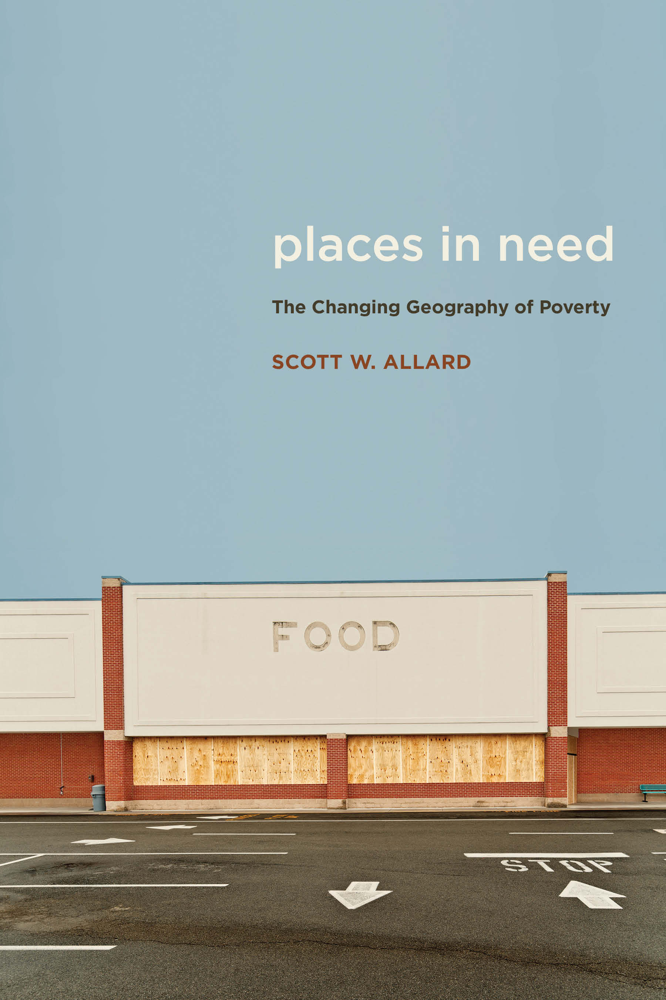 places in need
The Changing Geography of Poverty
SCOTT W. ALLARD
FOOD
STOP